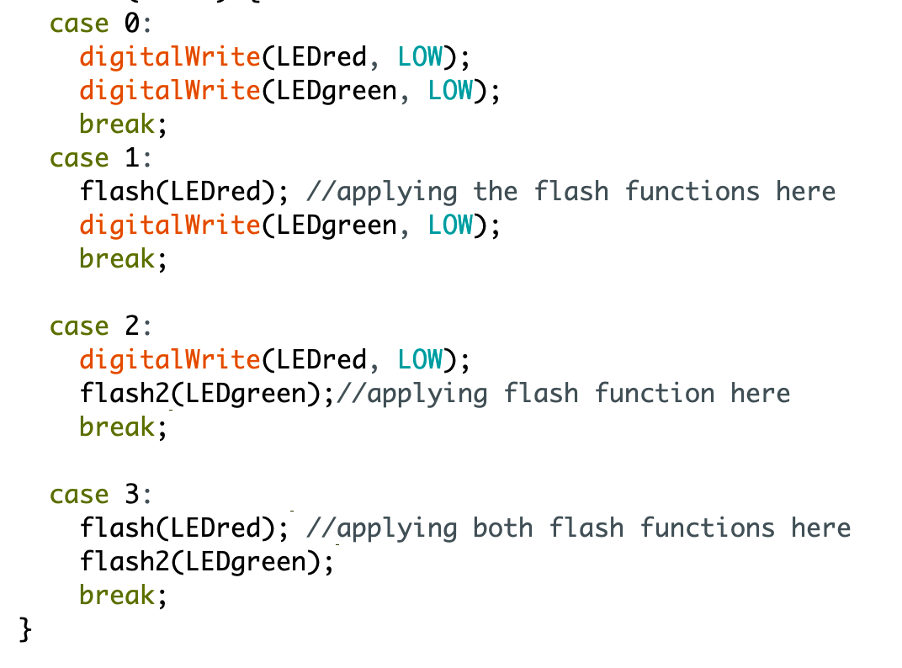 case 0:
digitalWrite(LEDred, LOW);
digitalWrite(LEDgreen, LOW);
break;
case 1:
flash(LEDred); //applying the flash functions here
digitalWrite(LEDgreen, LOW);
break;
case 2:
digitalWrite(LEDred, LOW);
flash2(LEDgreen);//applying flash function here
break;
case 3:
flash(LEDred); //applying both flash functions here
flash2(LEDgreen);
break;
}